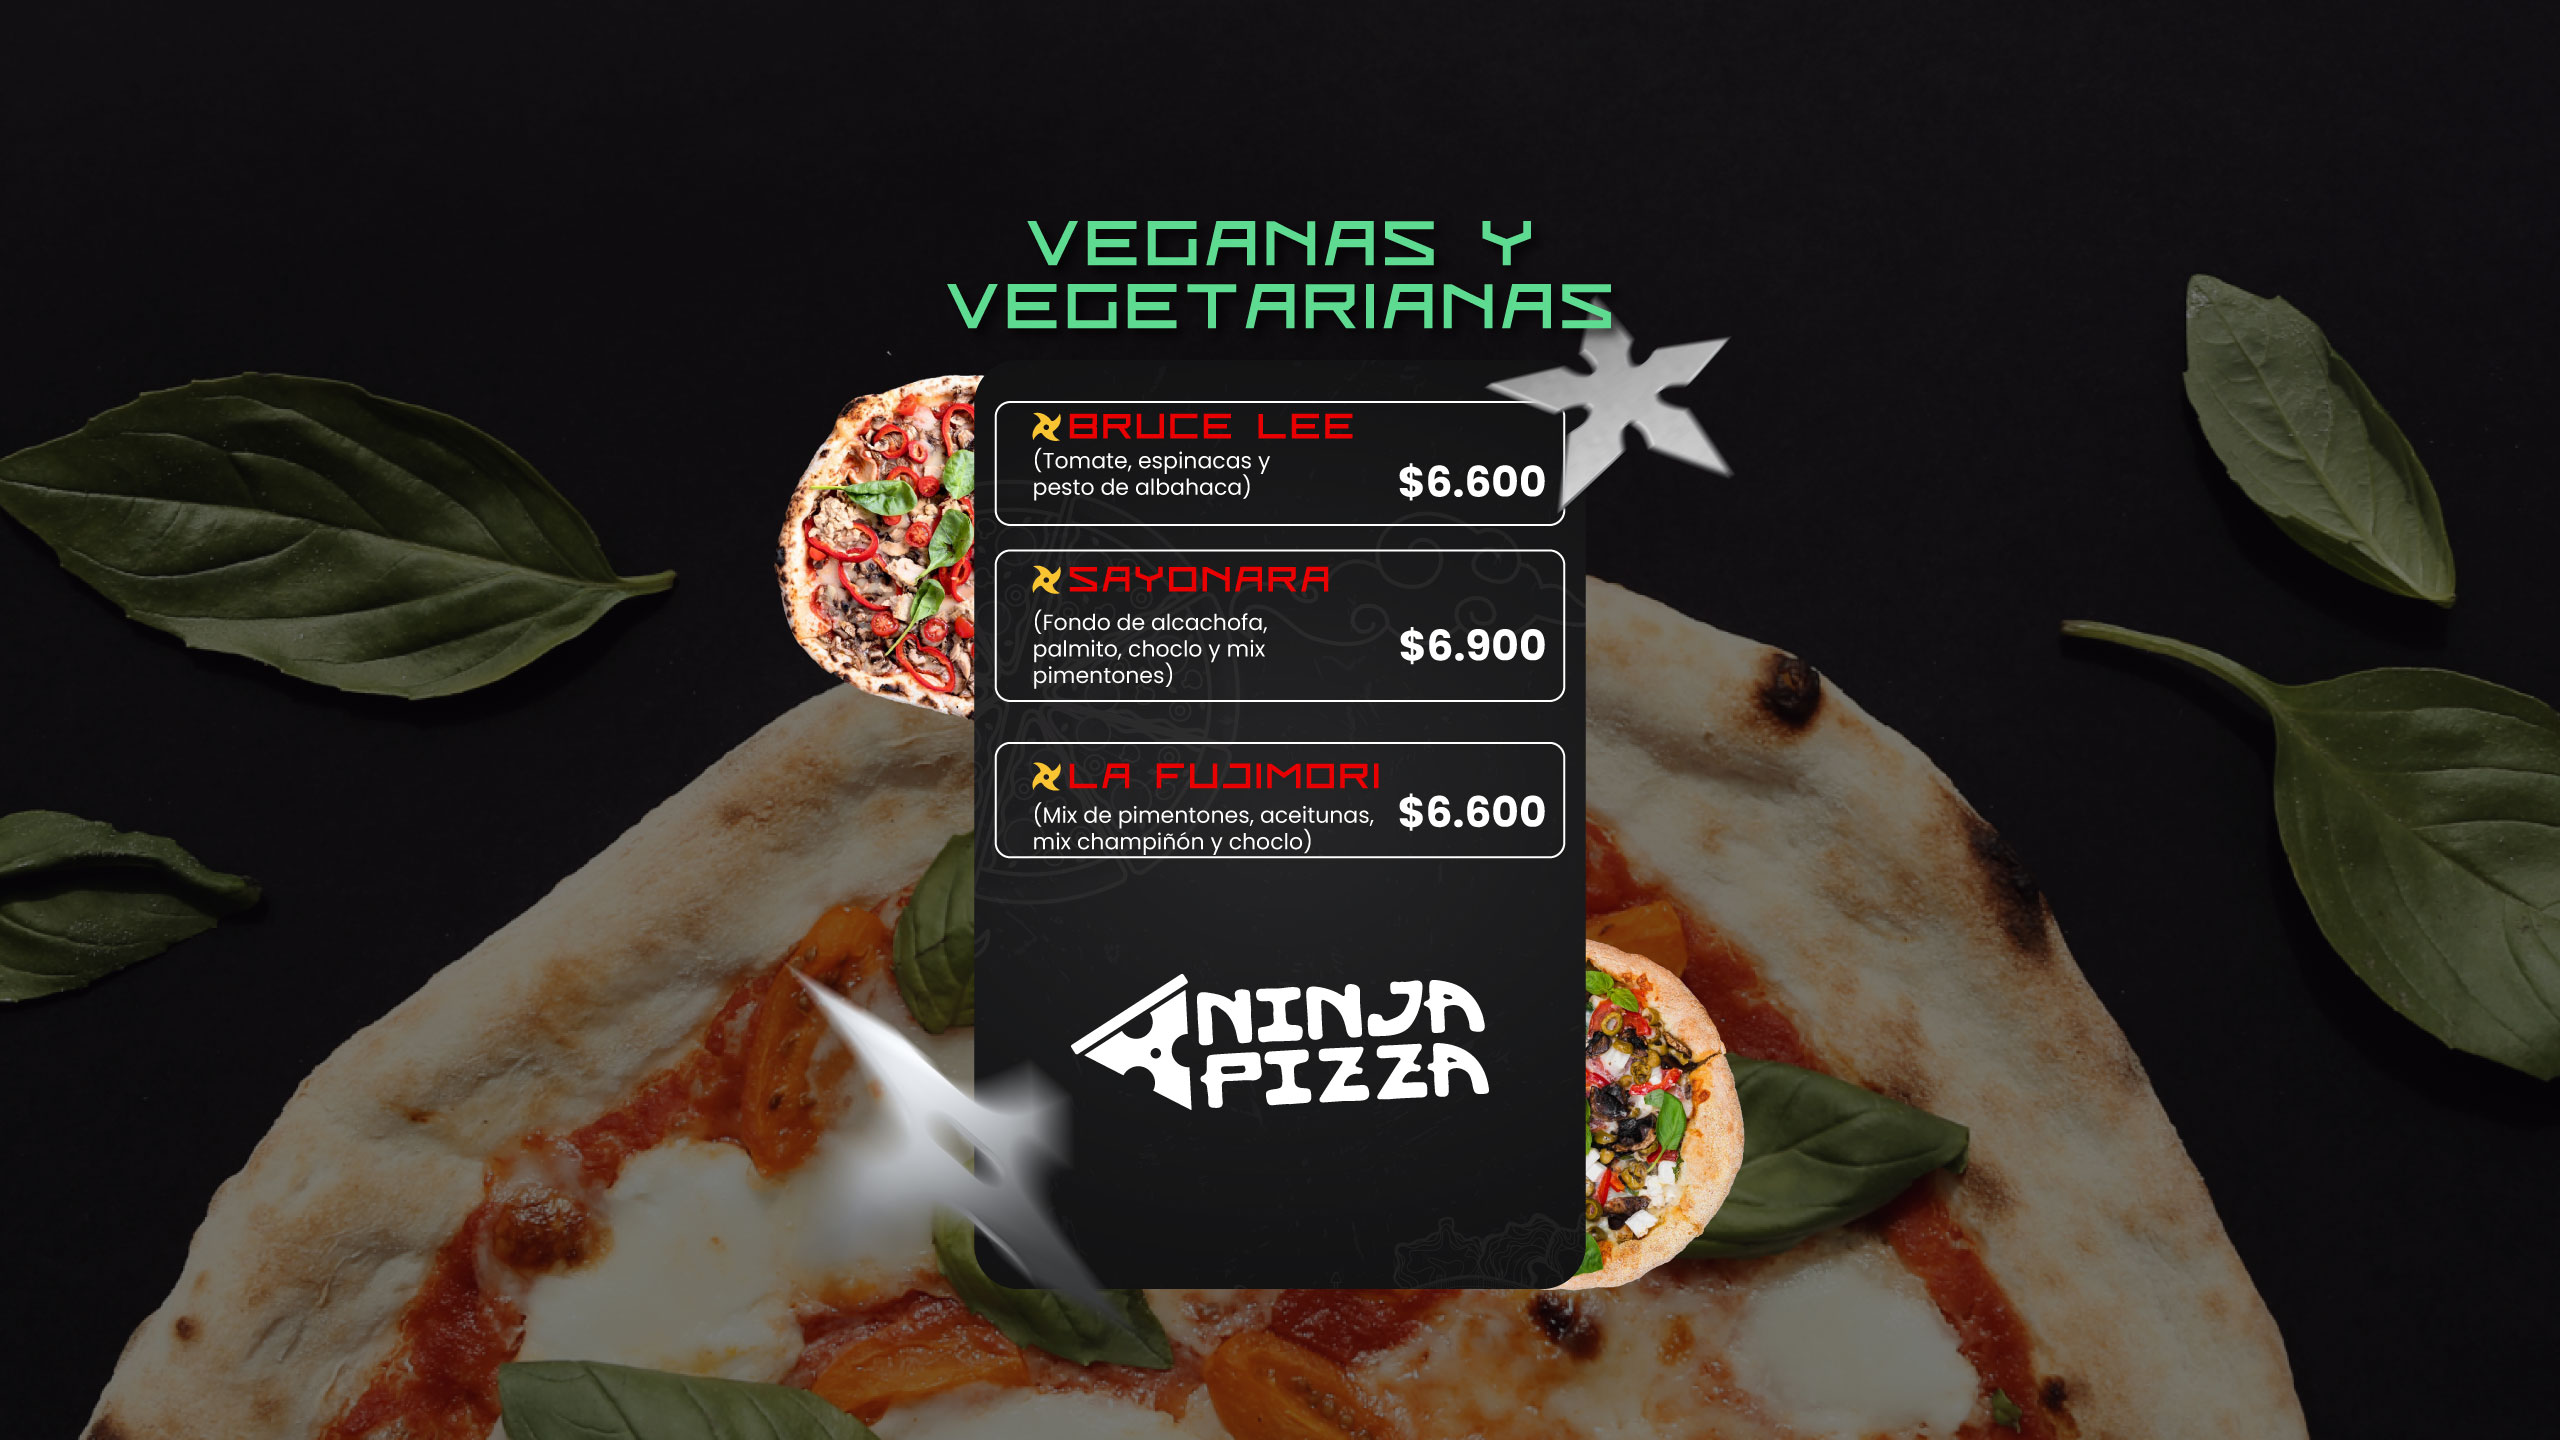 VEGANAS Y
VEGETARIANAS
BRUCE LEE
(Tomate, espinacas y
pesto de albahaca)
$6.600
SAYONARA
(Fondo de alcachofa,
palmito, choclo y mix
pimentones)
$6.900
LA FUJIMORI
(Mix de pimentones, aceitunas,
mix champiñón y choclo)
$6.600
NINJA
PIZZA